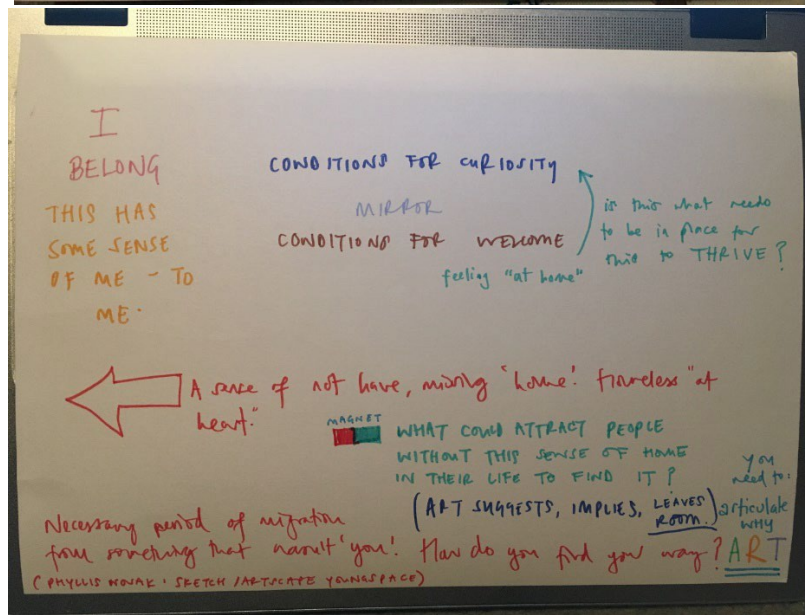 I
BELONG
THIS HAS
SOME SENSE
OF ME - TO
ME.
CONDITIONS FOR CURIOSITY
MIRROR
CONDITIONS FOR WELCOME
feeling "at home"
is this what needs
to be in place for
this to THRIVE?
A sense of not have, missing 'home'. "at
heart."
MAGNET
WHAT COULD ATTRACT PEOPLE
WITHOUT THIS SENSE OF HOME
IN THEIR LIFE TO FIND IT?
(ART SUGGESTS, IMPLIES, LEAVES
ROOM.)
you
need to:
articulate
WHY
ART
Necessary period of migration
from something that wasn't 'you'. How do you find your way?
(PHYLLIS NOVAK · SKETCH / ARTSCAPE YOUNGSPACE)